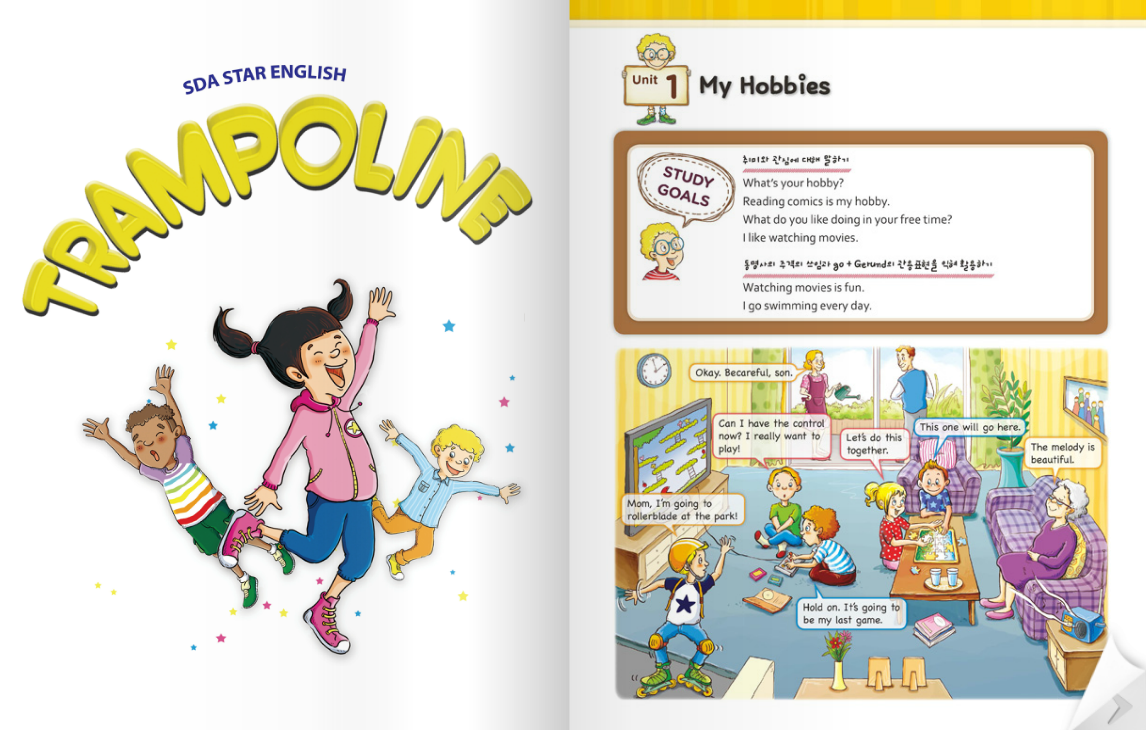 SDA STAR ENGLISH
TRAMPOLINE
Unit 1 My Hobbies
STUDY
GOALS
취미와 관심에 대해 말하기
What's your hobby?
Reading comics is my hobby.
What do you like doing in your free time?
I like watching movies.
동명사의 주격의 쓰임과 go + Gerund의 관용표현을 익혀 활용하기
Watching movies is fun.
I go swimming every day.
Okay. Becareful, son.
Can I have the control
now? I really want to
play!
Let's do this
together.
This one will go here.
The melody is
beautiful.
Mom, I'm going to
rollerblade at the park!
Hold on. It's going to
be my last game.